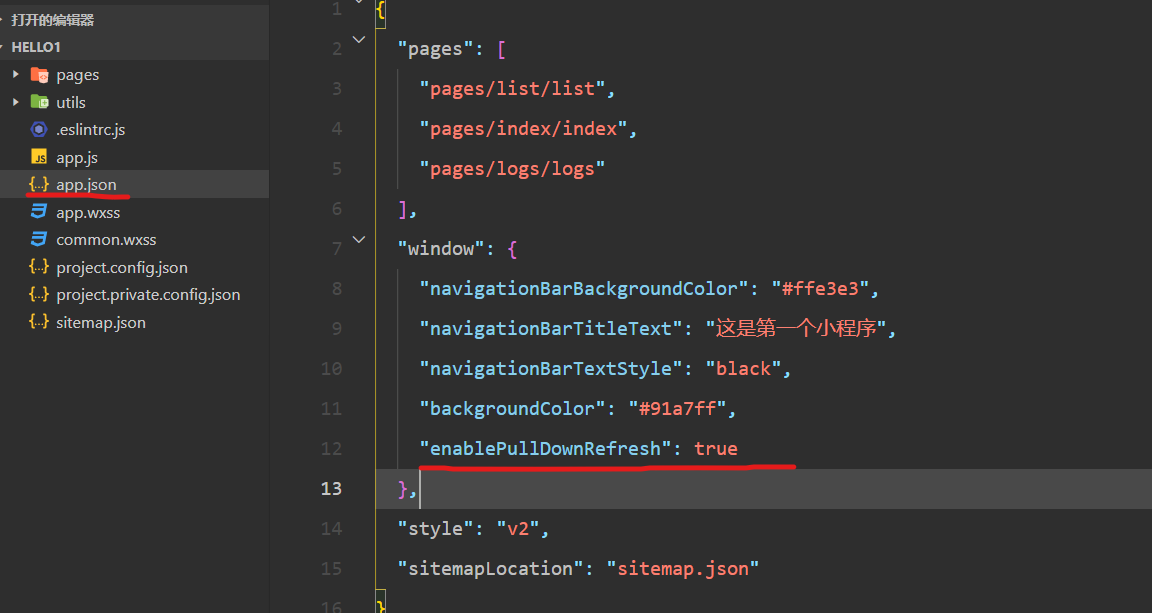 打开的编辑器
HELLO1
pages
utils
.eslintrc.js
JS app.js
{..} app.json
app.wxss
common.wxss
{..} project.config.json
{..} project.private.config.json
{..} sitemap.json
1 {
2 "pages": [
3 "pages/list/list",
4 "pages/index/index",
5 "pages/logs/logs"
6 ],
7 "window": {
8 "navigationBarBackgroundColor": "#ffe3e3",
9 "navigationBarTitleText": "这是第一个小程序",
10 "navigationBarTextStyle": "black",
11 "backgroundColor": "#91a7ff",
12 "enablePullDownRefresh": true
13 },
14 "style": "v2",
15 "sitemapLocation": "sitemap.json"
16 }